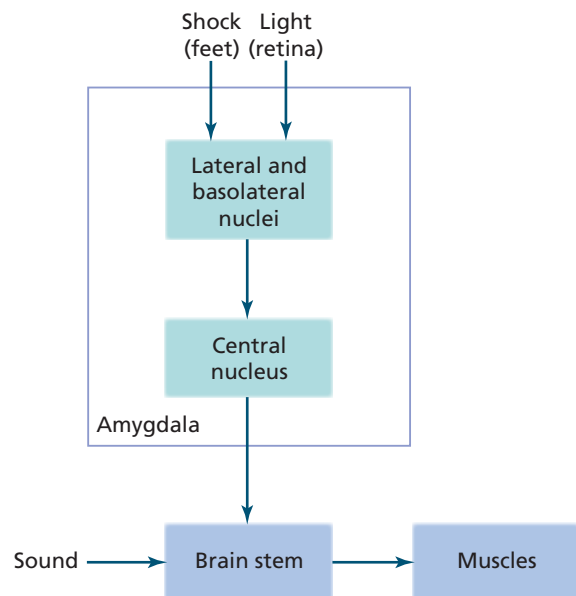 Shock Light
(feet) (retina)
Lateral and
basolateral
nuclei
Central
nucleus
Amygdala
Sound Brain stem Muscles